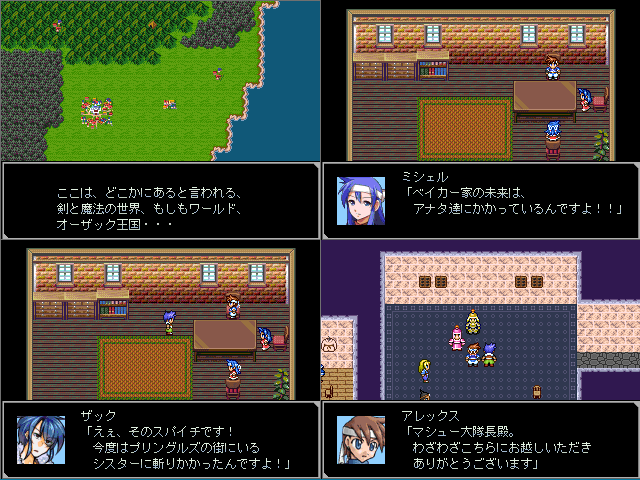 ここは、どこかにあると言われる、
剣と魔法の世界、もしもワールド、
オーザック王国・・・
ミシェル
「ベイカー家の未来は、
アナタ達にかかっているんですよ！！」
ザック
「えぇ、そのスパイチです！
今度はプリングルズの街にいる
シスターに斬りかかったんですよ！」
アレックス
「マシュー大隊長殿。
わざわざこちらにお越しいただき
ありがとうございます」